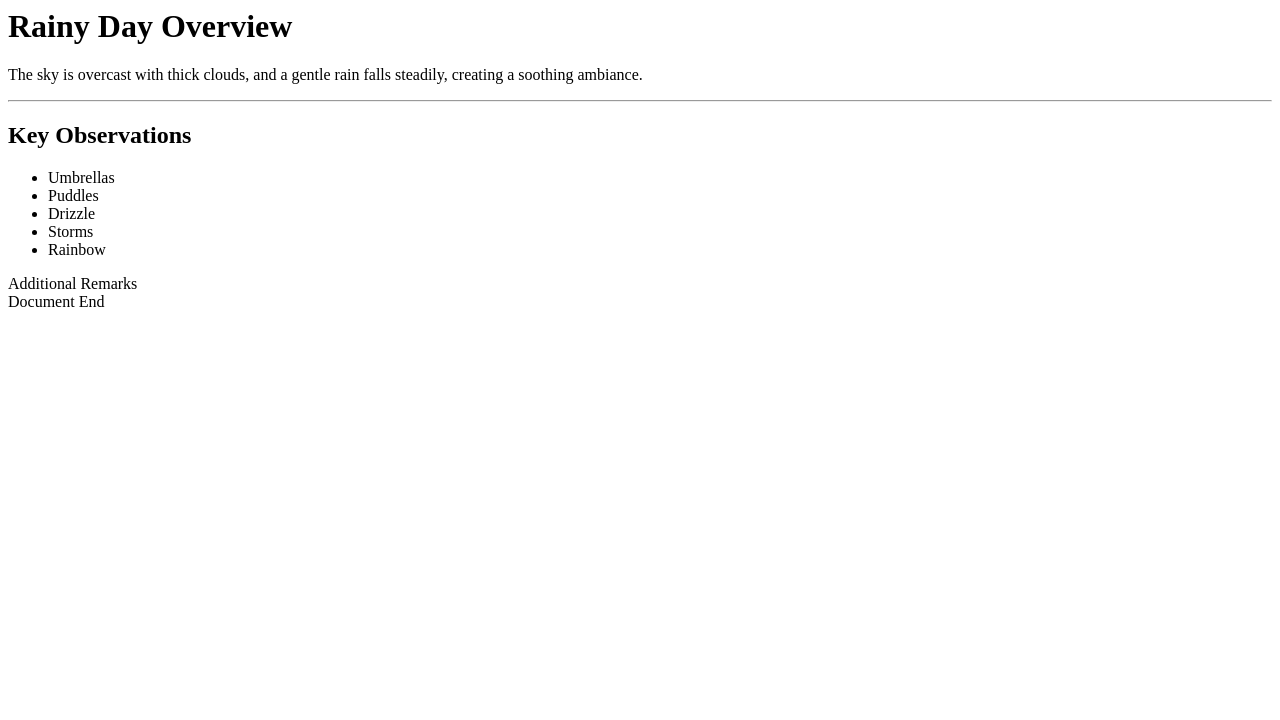 Rainy Day Overview
The sky is overcast with thick clouds, and a gentle rain falls steadily, creating a soothing ambiance.
Key Observations
Umbrellas
Puddles
Drizzle
Storms
Rainbow
Additional Remarks
Document End